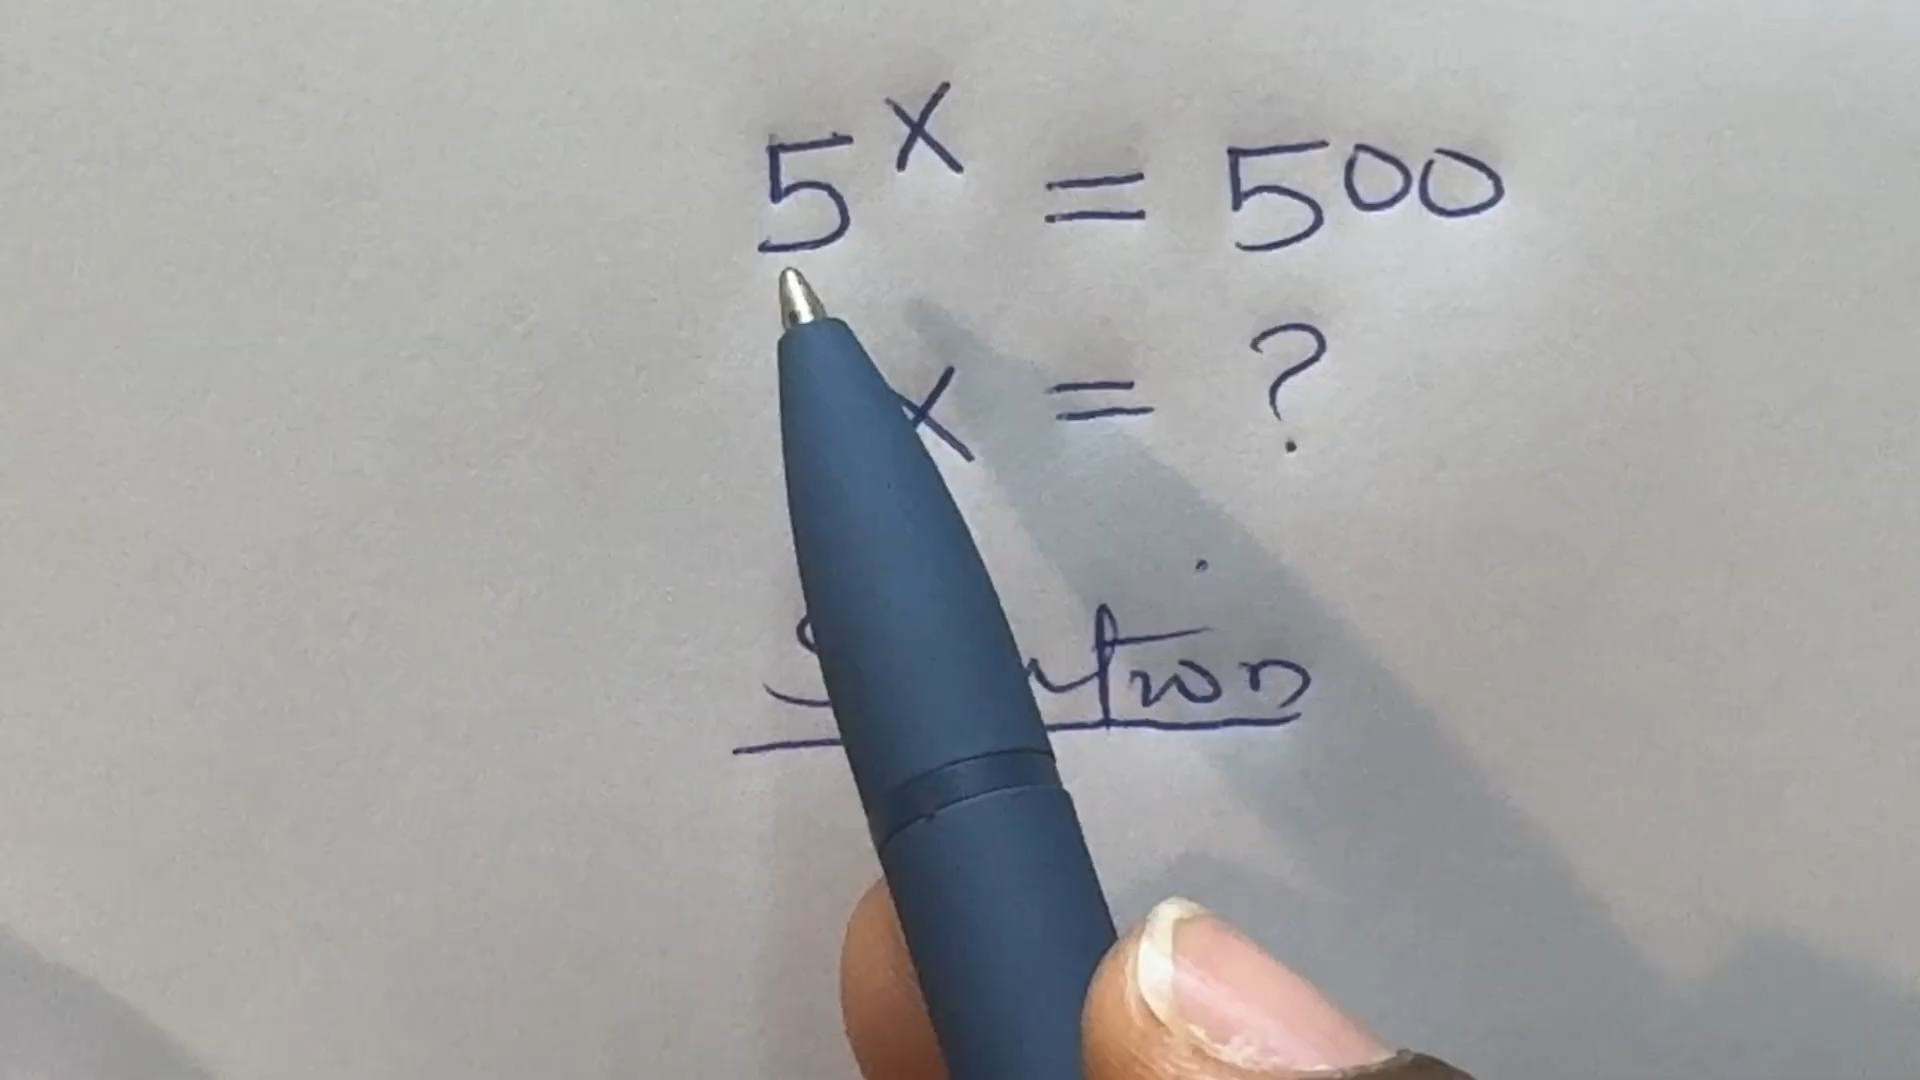 5^x = 500
x = ?